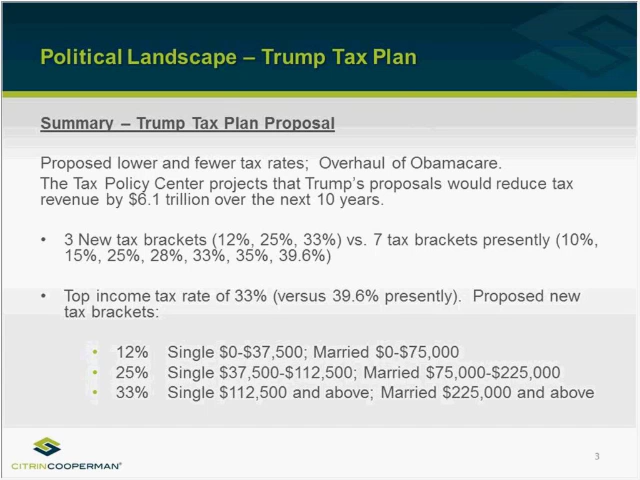 Political Landscape – Trump Tax Plan
Summary – Trump Tax Plan Proposal
Proposed lower and fewer tax rates; Overhaul of Obamacare.
The Tax Policy Center projects that Trump's proposals would reduce tax
revenue by $6.1 trillion over the next 10 years.
• 3 New tax brackets (12%, 25%, 33%) vs. 7 tax brackets presently (10%,
15%, 25%, 28%, 33%, 35%, 39.6%)
• Top income tax rate of 33% (versus 39.6% presently). Proposed new
tax brackets:
• 12% Single $0-$37,500; Married $0-$75,000
• 25% Single $37,500-$112,500; Married $75,000-$225,000
• 33% Single $112,500 and above; Married $225,000 and above
CITRINCOOPERMAN®
3